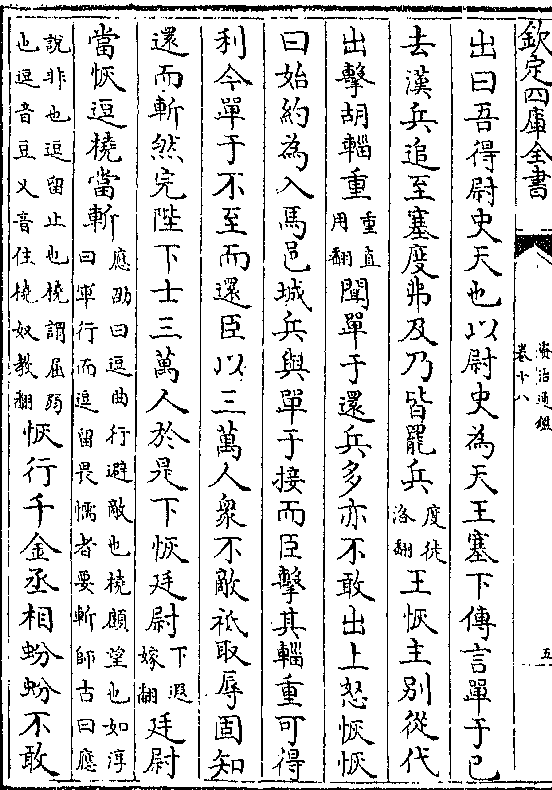 欽定四庫全書
資治通鑑
卷十八
五
出曰吾得尉史天也以尉史為天王塞下傳言單于已
去漢兵追至塞度弗及乃皆罷兵度徒洛翻王恢主別從代
出擊胡輜重重直用翻聞單于還兵多亦不敢出上怒恢恢
曰始約為入馬邑城兵與單于接而臣擊其輜重可得
利今單于不至而還臣以三萬人衆不敵祗取辱固知
還而斬然完陛下士三萬人於是下恢廷尉下遐嫁翻廷尉
當恢逗橈當斬應劭曰逗曲行避敵也橈顧望也如淳曰軍行而逗留畏懦者要斬師古曰應
說非也逗留止也橈謂屈弱也逗音豆又音住橈奴教翻恢行千金丞相蚡蚡不敢